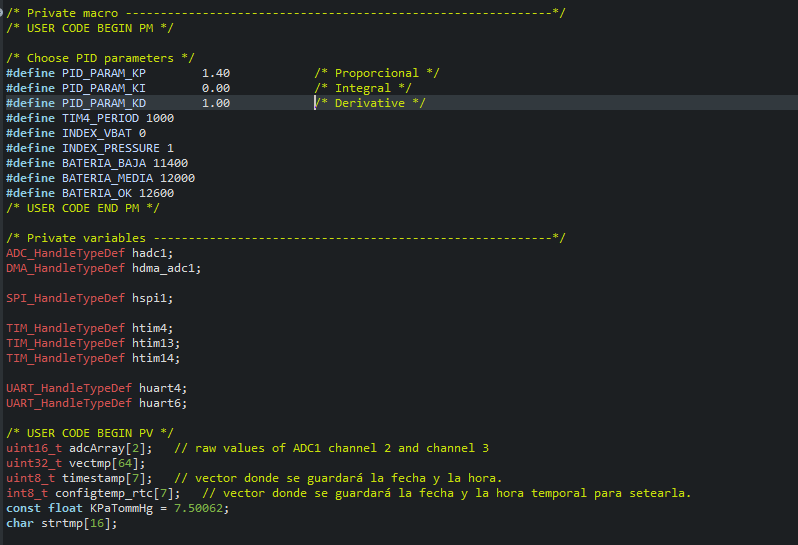 /* Private macro -------------------------------------------------------------*/
/* USER CODE BEGIN PM */
/* Choose PID parameters */
#define PID_PARAM_KP        1.40            /* Proporcional */
#define PID_PARAM_KI        0.00            /* Integral */
#define PID_PARAM_KD        1.00            /* Derivative */
#define TIM4_PERIOD 1000
#define INDEX_VBAT 0
#define INDEX_PRESSURE 1
#define BATERIA_BAJA 11400
#define BATERIA_MEDIA 12000
#define BATERIA_OK 12600
/* USER CODE END PM */
/* Private variables ---------------------------------------------------------*/
ADC_HandleTypeDef hadc1;
DMA_HandleTypeDef hdma_adc1;
SPI_HandleTypeDef hspi1;
TIM_HandleTypeDef htim4;
TIM_HandleTypeDef htim13;
TIM_HandleTypeDef htim14;
UART_HandleTypeDef huart4;
UART_HandleTypeDef huart6;
/* USER CODE BEGIN PV */
uint16_t adcArray[2];   // raw values of ADC1 channel 2 and channel 3
uint32_t vectmp[64];
uint8_t timestamp[7];   // vector donde se guardará la fecha y la hora.
int8_t configtemp_rtc[7];   // vector donde se guardará la fecha y la hora temporal para setearla.
const float KPaTommHg = 7.50062;
char strtmp[16];